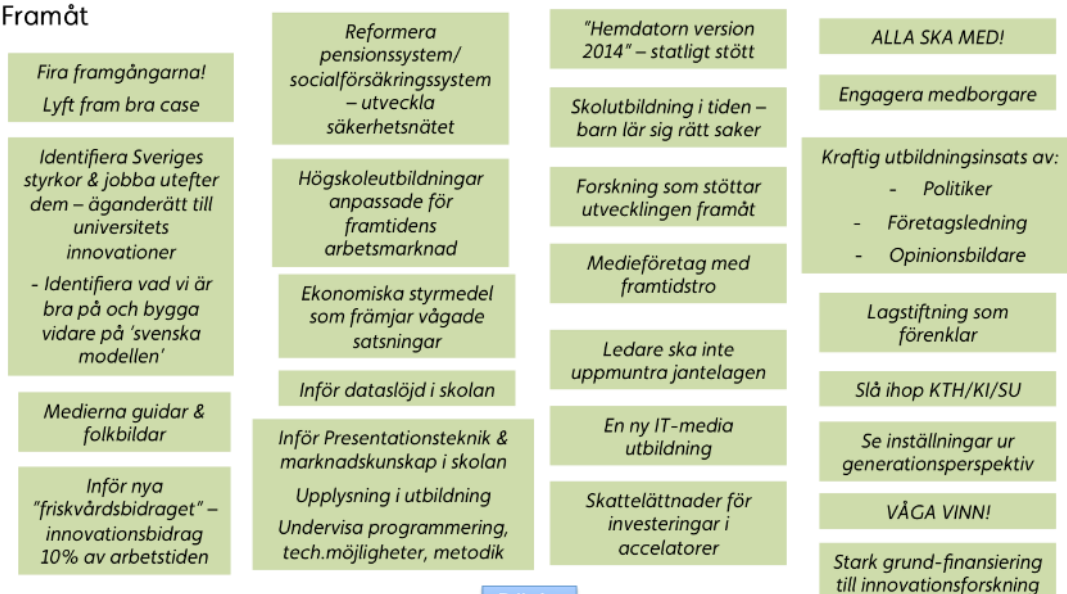 Framåt
Fira framgångarna!
Lyft fram bra case
Identifiera Sveriges
styrkor & jobba utefter
dem – äganderätt till
universitets
innovationer
- Identifiera vad vi är
bra på och bygga
vidare på ‘svenska
modellen’
Medierna guidar &
folkbildar
Inför nya
”friskvårdsbidraget” –
innovationsbidrag
10% av arbetstiden
Reformera
pensionssystem/
socialförsäkringssystem
– utveckla
säkerhetsnätet
Högskoleutbildningar
anpassade för
framtidens
arbetsmarknad
Ekonomiska styrmedel
som främjar vågade
satsningar
Inför dataslöjd i skolan
Inför Presentationsteknik &
marknadskunskap i skolan
Upplysning i utbildning
Undervisa programmering,
tech.möjligheter, metodik
”Hemdatorn version
2014” – statligt stött
Skolutbildning i tiden –
barn lär sig rätt saker
Forskning som stöttar
utvecklingen framåt
Medieföretag med
framtidstro
Ledare ska inte
uppmuntra jantelagen
En ny IT-media
utbildning
Skattelättnader för
investeringar i
accelatorer
ALLA SKA MED!
Engagera medborgare
Kraftig utbildningsinsats av:
- Politiker
- Företagsledning
- Opinionsbildare
Lagstiftning som
förenklar
Slå ihop KTH/KI/SU
Se inställningar ur
generationsperspektiv
VÅGA VINN!
Stark grund-finansiering
till innovationsforskning